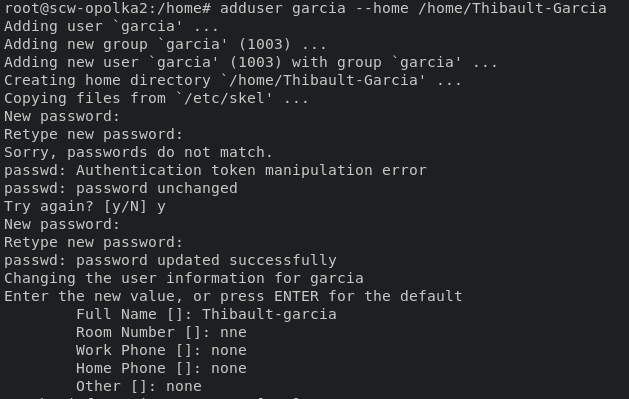 root@scw-opolka2:/home# adduser garcia --home /home/Thibault-Garcia
Adding user `garcia' ...
Adding new group `garcia' (1003) ...
Adding new user `garcia' (1003) with group `garcia' ...
Creating home directory `/home/Thibault-Garcia' ...
Copying files from `/etc/skel' ...
New password:
Retype new password:
Sorry, passwords do not match.
passwd: Authentication token manipulation error
passwd: password unchanged
Try again? [y/N] y
New password:
Retype new password:
passwd: password updated successfully
Changing the user information for garcia
Enter the new value, or press ENTER for the default
        Full Name []: Thibault-garcia
        Room Number []: nne
        Work Phone []: none
        Home Phone []: none
        Other []: none